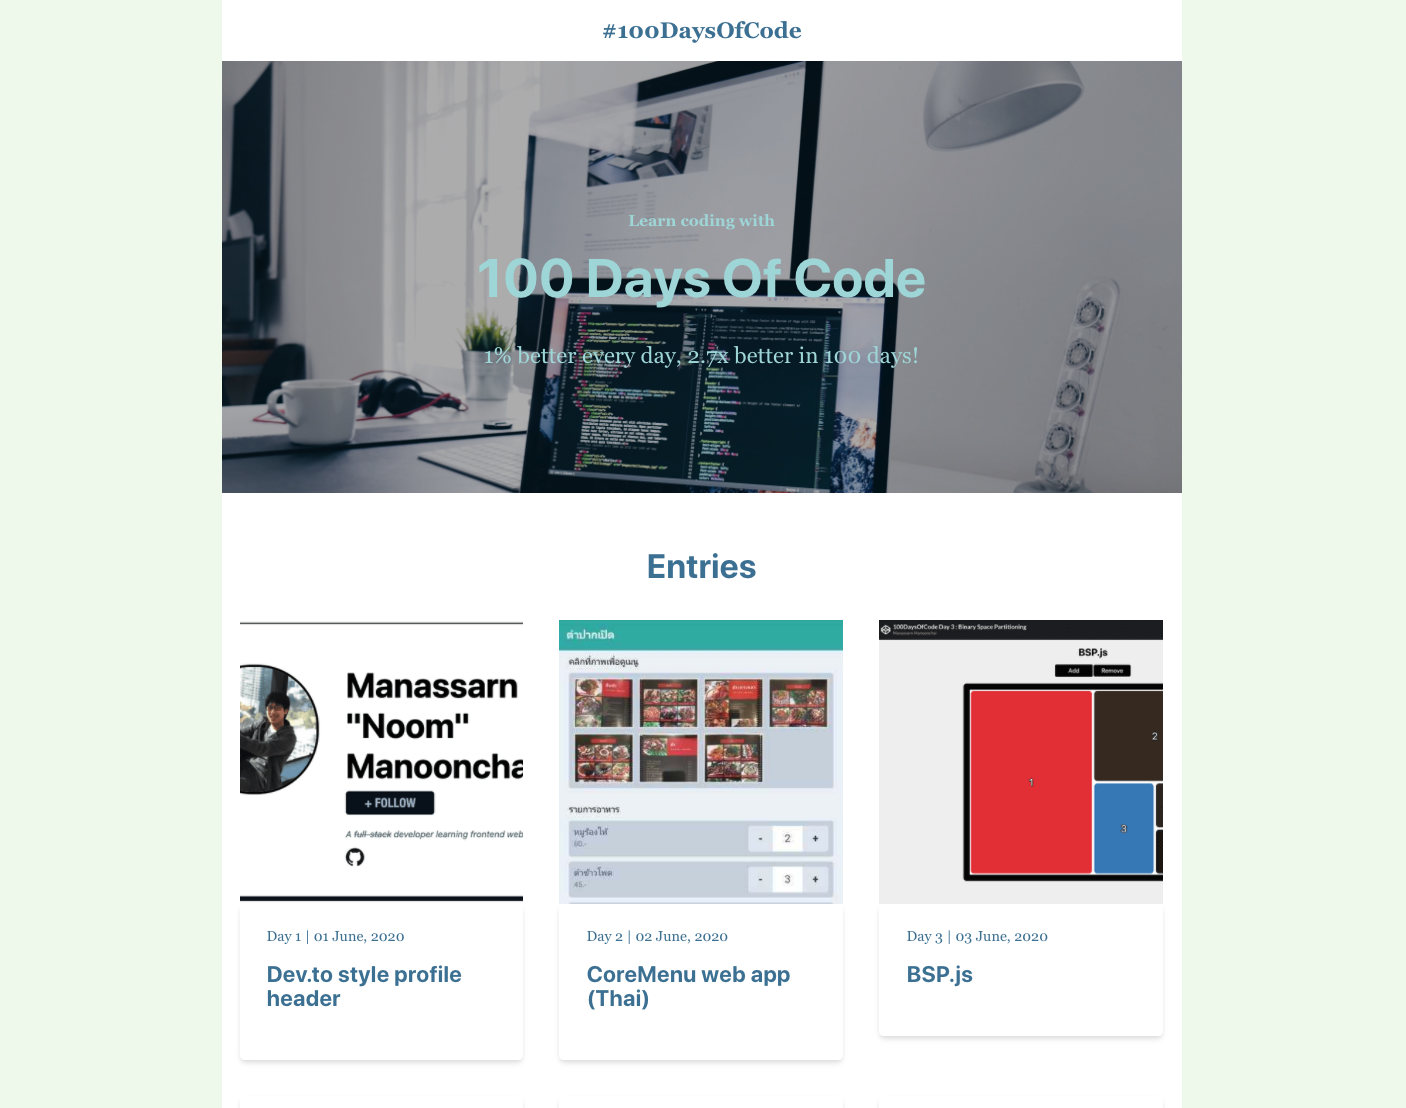 #100DaysOfCode
Learn coding with
100 Days Of Code
1% better every day, 2.7x better in 100 days!
Entries
Manassarn
"Noom"
Manooncha
+ FOLLOW
A full-stack developer learning frontend web
ตำปากเปิด
คลิกที่ภาพเพื่อดูเมนู
รายการอาหาร
หมูร้องไห้
80.-
- 2 +
ตำข้าวโพด
45.-
- 3 +
100DaysOfCode Day 3 : Binary Space Partitioning
Manassarn Manoonchai
BSP.js
Add Remove
1
2
3
Day 1 | 01 June, 2020
Dev.to style profile
header
Day 2 | 02 June, 2020
CoreMenu web app
(Thai)
Day 3 | 03 June, 2020
BSP.js